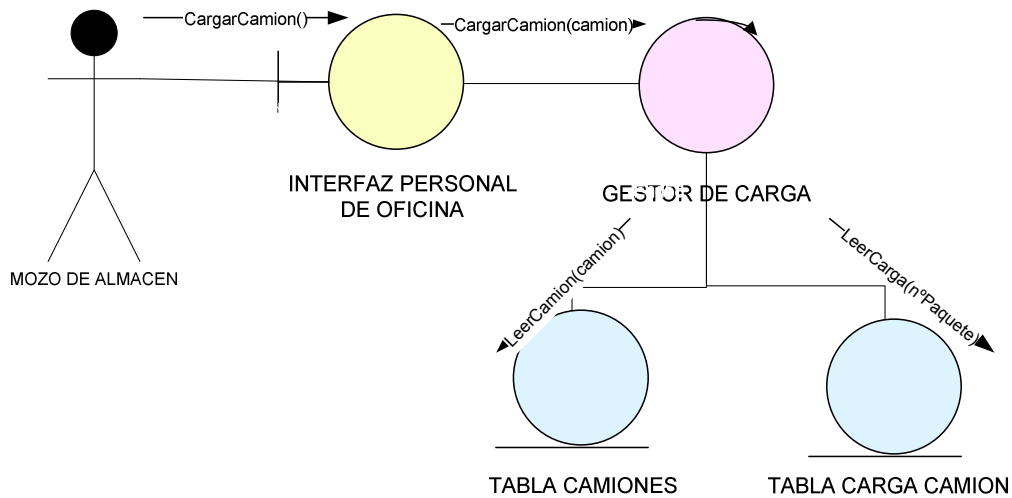 CargarCamion()
CargarCamion(camion)
INTERFAZ PERSONAL
DE OFICINA
GESTOR DE CARGA
MOZO DE ALMACEN
LeerCamion(camion)
LeerCarga(nºPaquete)
TABLA CAMIONES
TABLA CARGA CAMION